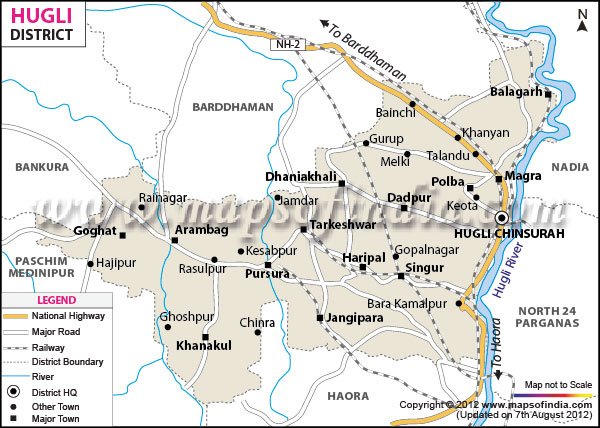 HUGLI
DISTRICT
N
NH-2
To Barddhaman
BARDDHAMAN
Balagarh
Bainchi
Khanyan
Gurup
Melki
Talandu
BANKURA
NADIA
Dhaniakhali
Polba
Magra
Rainagar
Jamdar
Dadpur
Keota
www.mapsofindia.com
Goghat
Arambag
Tarkeshwar
HUGLI CHINSURAH
PASCHIM
MEDINIPUR
Hajipur
Kesabpur
Gopalnagar
Rasulpur
Pursura
Haripal
Singur
Hugli River
LEGEND
National Highway
Major Road
Railway
District Boundary
River
District HQ
Other Town
Major Town
Bara Kamalpur
Ghoshpur
Chinra
Jangipara
NORTH 24
PARGANAS
Khanakul
To Haora
HAORA
Map not to Scale
Copyright © 2012 www.mapsofindia.com
(Updated on 7th August 2012)